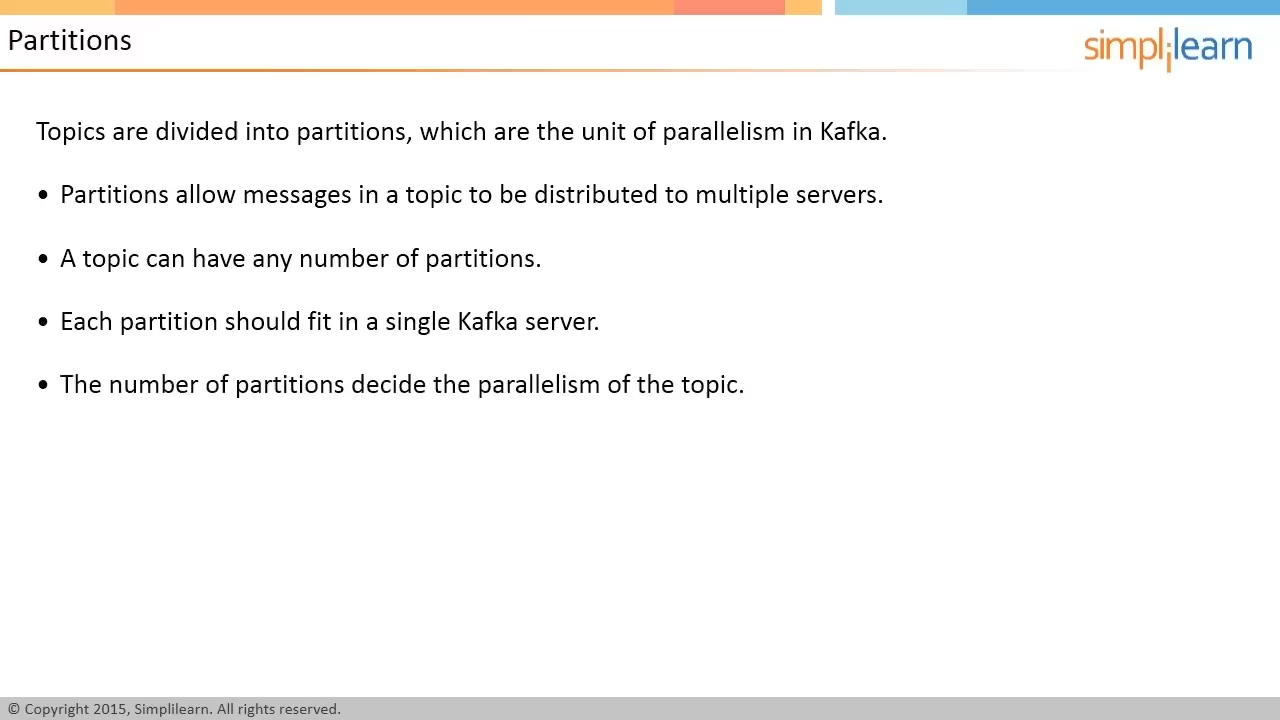 Partitions
simplilearn
Topics are divided into partitions, which are the unit of parallelism in Kafka.
• Partitions allow messages in a topic to be distributed to multiple servers.
• A topic can have any number of partitions.
• Each partition should fit in a single Kafka server.
• The number of partitions decide the parallelism of the topic.
© Copyright 2015, Simplilearn. All rights reserved.